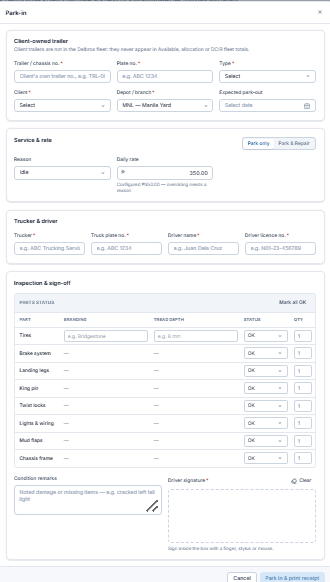 Park-in
×
Client-owned trailer
Client trailers are not in the Delbros fleet: they never appear in Available, allocation or DC/F fleet totals.
Trailer / chassis no. * Plate no. * Type *
Client's own trailer no., e.g. TRL-0 e.g. ABC 1234 Select
Client * Depot / branch * Expected park-out
Select MNL — Manila Yard Select date
Service & rate
Park only Park & Repair
Reason Daily rate
Idle ₱ 350.00
Configured ₱350.00 — overriding needs a
reason
Trucker & driver
Trucker * Truck plate no. * Driver name * Driver licence no. *
e.g. ABC Trucking Servi e.g. ABC 1234 e.g. Juan Dela Cruz e.g. N01-23-456789
Inspection & sign-off
PARTS STATUS Mark all OK
PART BRANDING TREAD DEPTH STATUS QTY
Tires e.g. Bridgestone e.g. 8 mm OK 1
Brake system — — OK 1
Landing legs — — OK 1
King pin — — OK 1
Twist locks — — OK 1
Lights & wiring — — OK 1
Mud flaps — — OK 1
Chassis frame — — OK 1
Condition remarks Driver signature * Clear
Noted damage or missing items — e.g. cracked left tail
light
Sign inside the box with a finger, stylus or mouse.
Cancel Park in & print receipt